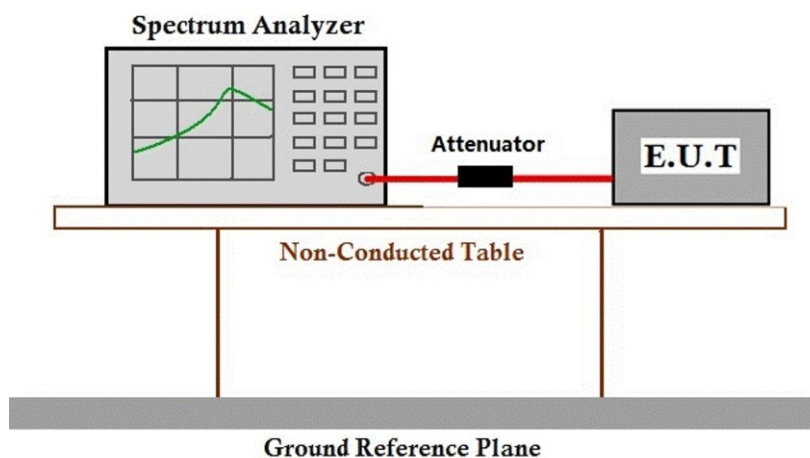 Spectrum Analyzer
Attenuator
E.U.T
Non-Conducted Table
Ground Reference Plane